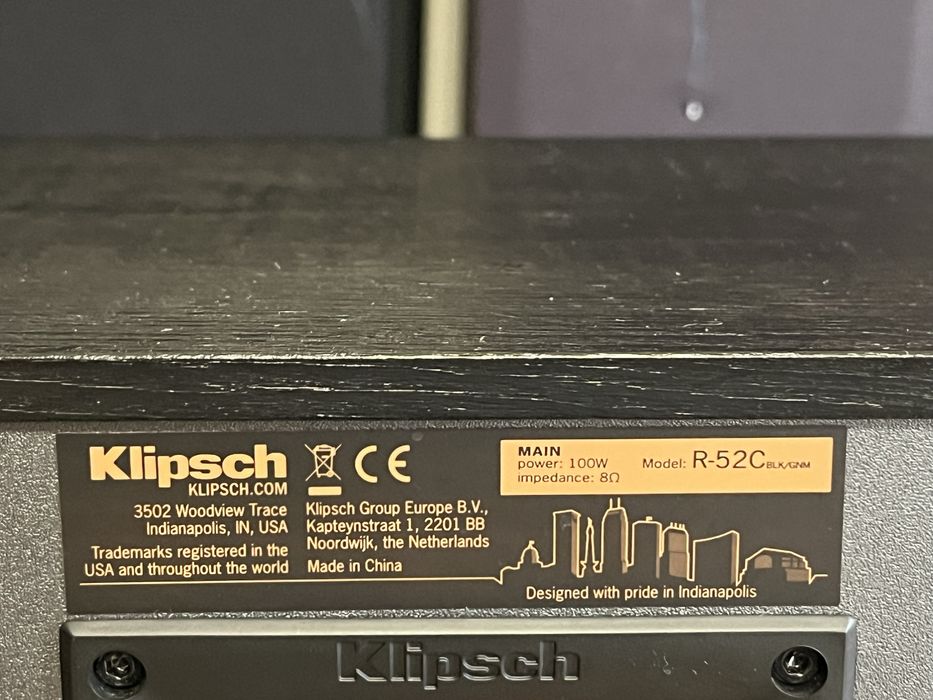 Klipsch
KLIPSCH.COM
3502 Woodview Trace
Indianapolis, IN, USA
Trademarks registered in the
USA and throughout the world
CE
Klipsch Group Europe B.V.,
Kapteynstraat 1, 2201 BB
Noordwijk, the Netherlands
Made in China
MAIN
power: 100W
impedance: 8Ω
Model: R-52C BLK/GNM
Designed with pride in Indianapolis
Klipsch